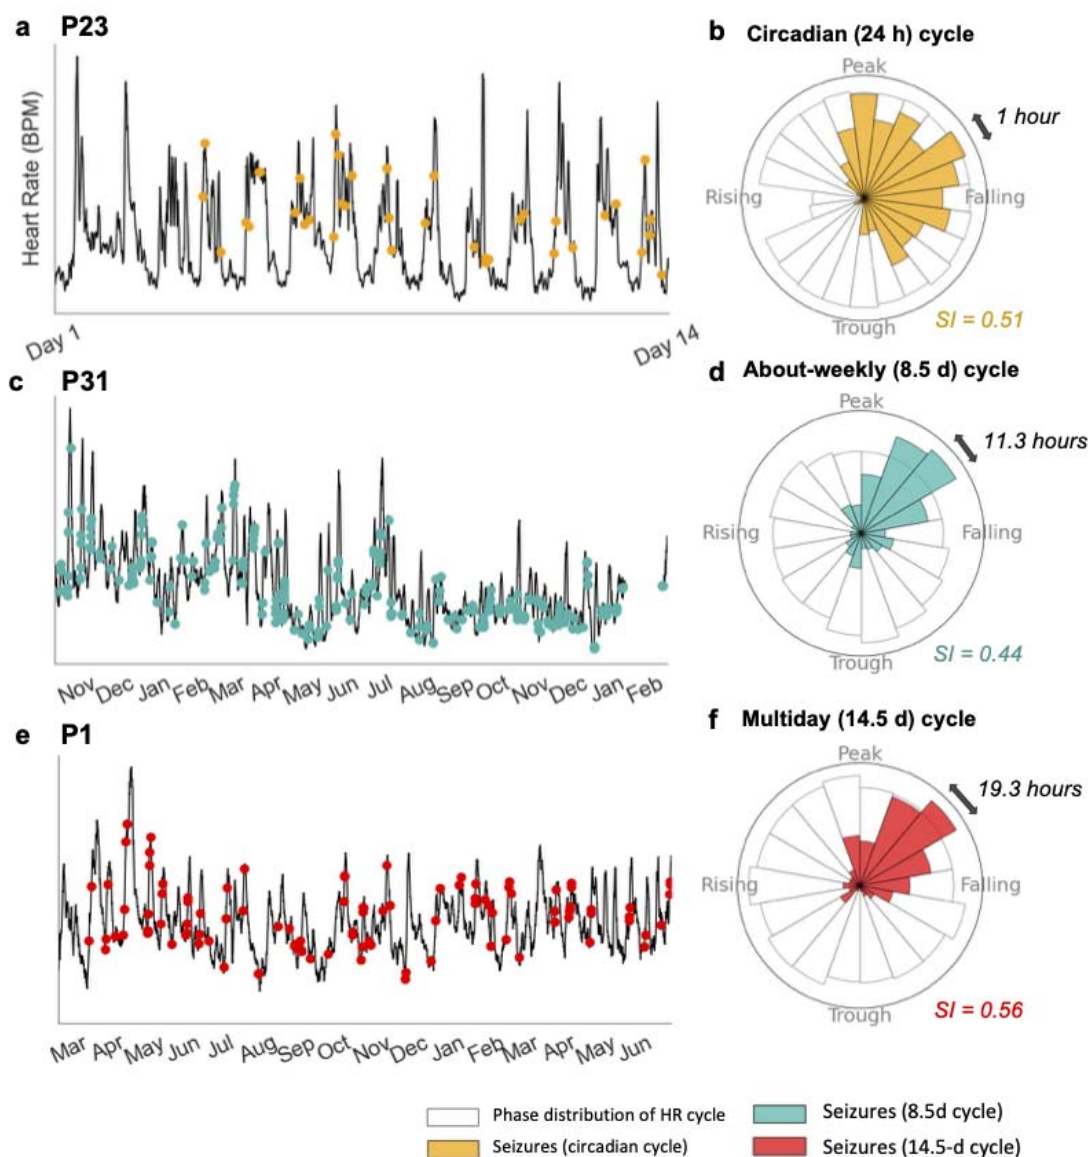 a P23
Heart Rate (BPM)
Day 1
Day 14
b Circadian (24 h) cycle
Peak
1 hour
Rising
Falling
Trough
SI = 0.51
c P31
Nov Dec Jan Feb Mar Apr May Jun Jul Aug Sep Oct Nov Dec Jan Feb
d About-weekly (8.5 d) cycle
Peak
11.3 hours
Rising
Falling
Trough
SI = 0.44
e P1
Mar Apr May Jun Jul Aug Sep Oct Nov Dec Jan Feb Mar Apr May Jun
f Multiday (14.5 d) cycle
Peak
19.3 hours
Rising
Falling
Trough
SI = 0.56
Phase distribution of HR cycle
Seizures (circadian cycle)
Seizures (8.5d cycle)
Seizures (14.5-d cycle)